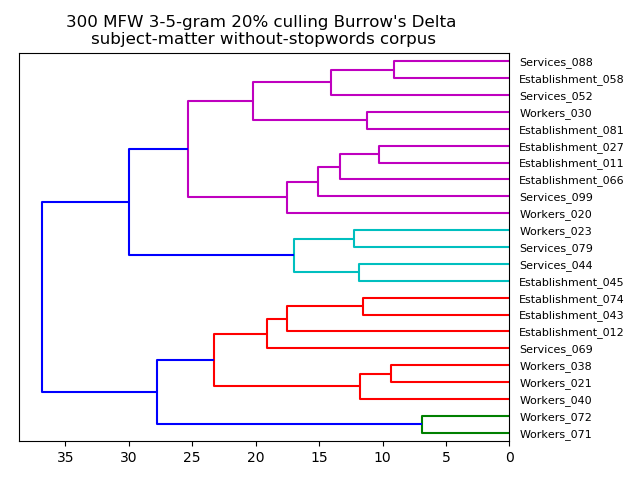 300 MFW 3-5-gram 20% culling Burrow's Delta
subject-matter without-stopwords corpus
Services_088
Establishment_058
Services_052
Workers_030
Establishment_081
Establishment_027
Establishment_011
Establishment_066
Services_099
Workers_020
Workers_023
Services_079
Services_044
Establishment_045
Establishment_074
Establishment_043
Establishment_012
Services_069
Workers_038
Workers_021
Workers_040
Workers_072
Workers_071
35 30 25 20 15 10 5 0